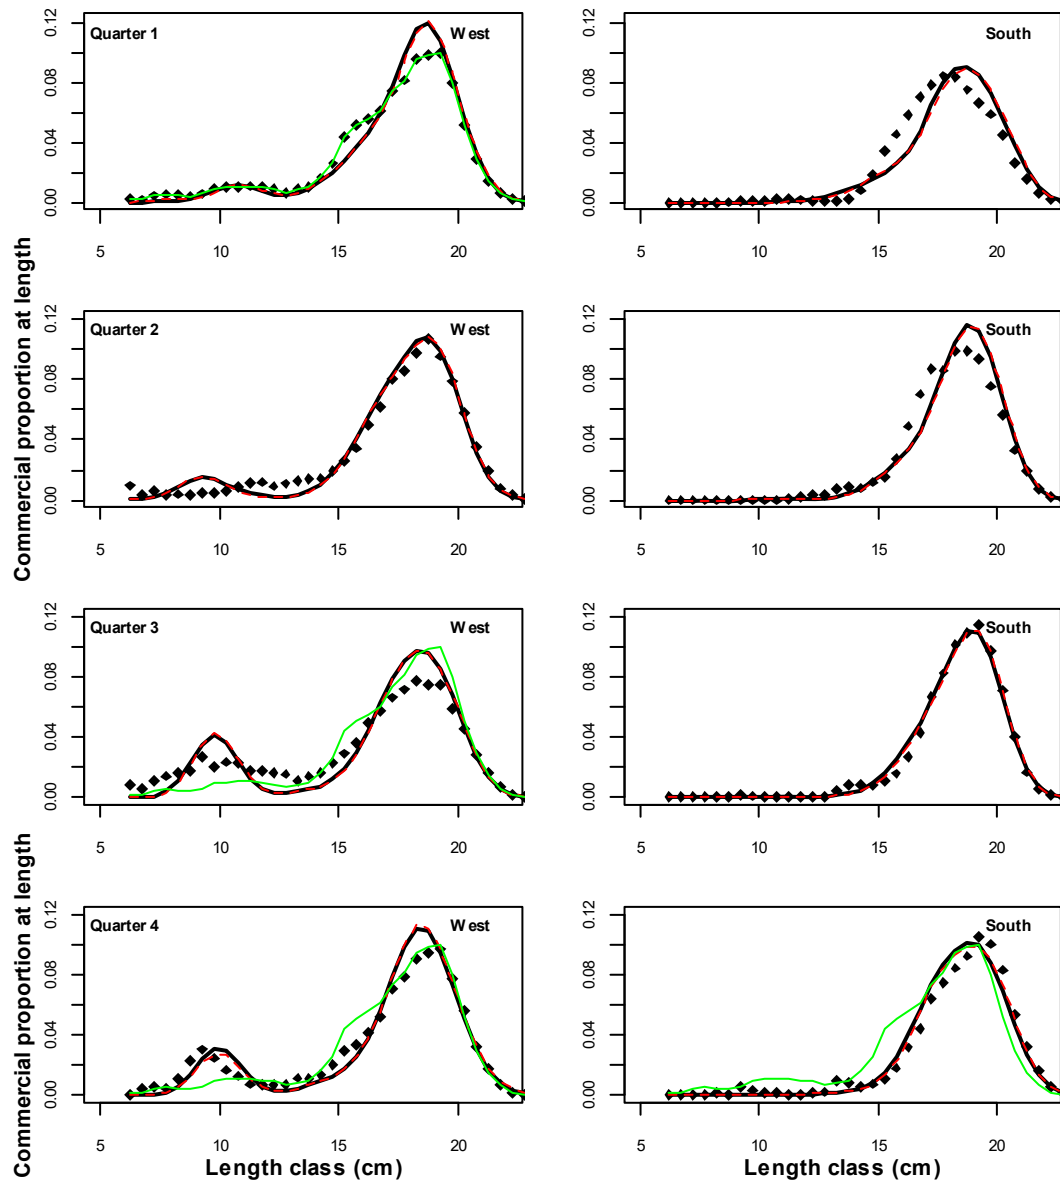 Quarter 1 West
0.00 0.04 0.08 0.12
5 10 15 20
South
0.00 0.04 0.08 0.12
5 10 15 20
Commercial proportion at length
Quarter 2 West
0.00 0.04 0.08 0.12
5 10 15 20
South
0.00 0.04 0.08 0.12
5 10 15 20
Quarter 3 West
0.00 0.04 0.08 0.12
5 10 15 20
South
0.00 0.04 0.08 0.12
5 10 15 20
Commercial proportion at length
Quarter 4 West
0.00 0.04 0.08 0.12
5 10 15 20
Length class (cm)
South
0.00 0.04 0.08 0.12
5 10 15 20
Length class (cm)